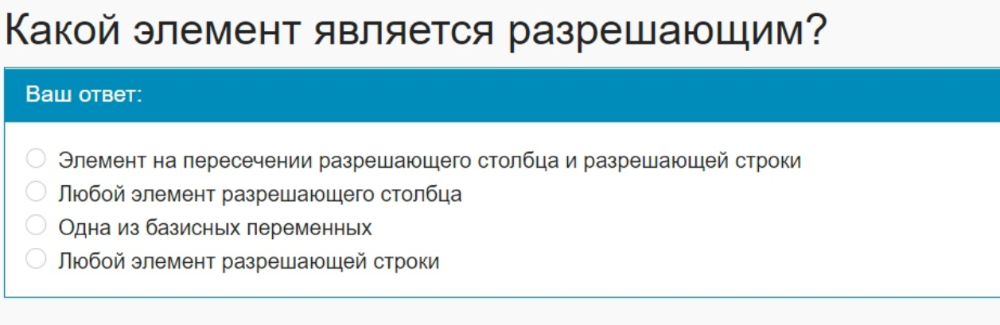 Какой элемент является разрешающим?
Ваш ответ:
Элемент на пересечении разрешающего столбца и разрешающей строки
Любой элемент разрешающего столбца
Одна из базисных переменных
Любой элемент разрешающей строки